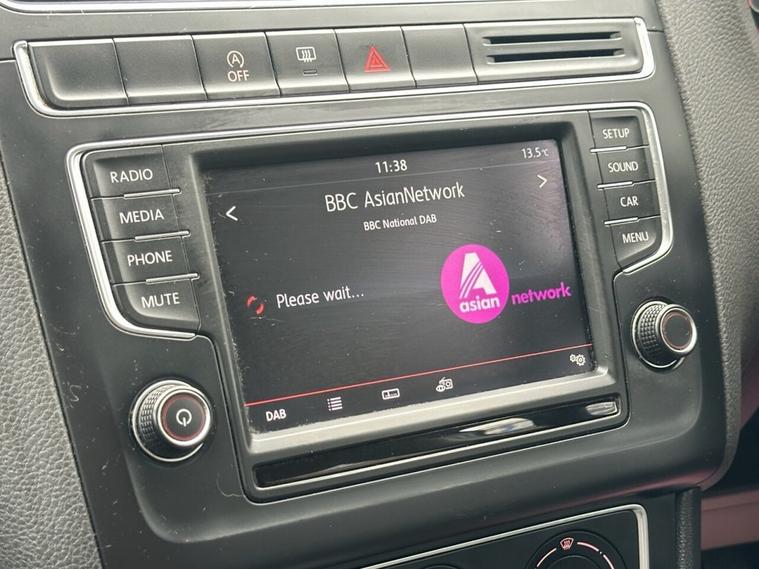 A
OFF
11:38
13.5°C
RADIO
MEDIA
PHONE
MUTE
BBC AsianNetwork
BBC National DAB
Please wait...
A
asian network
DAB
SETUP
SOUND
CAR
MENU